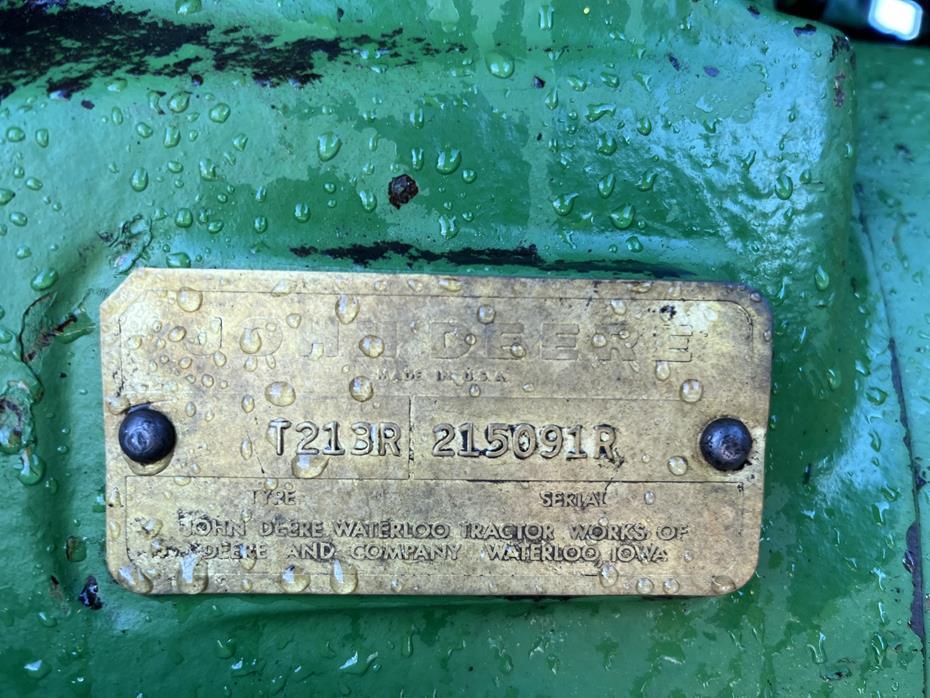 JOHN DEERE
MADE IN U.S.A.
T213R 215091R
TYPE SERIAL
JOHN DEERE WATERLOO TRACTOR WORKS OF
DEERE AND COMPANY WATERLOO, IOWA